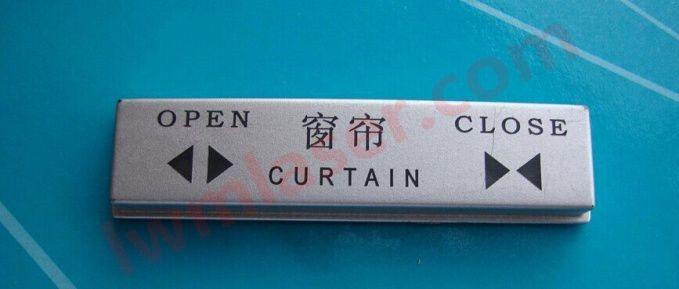 OPEN 窗帘 CLOSE
CURTAIN
lwmlaser.com